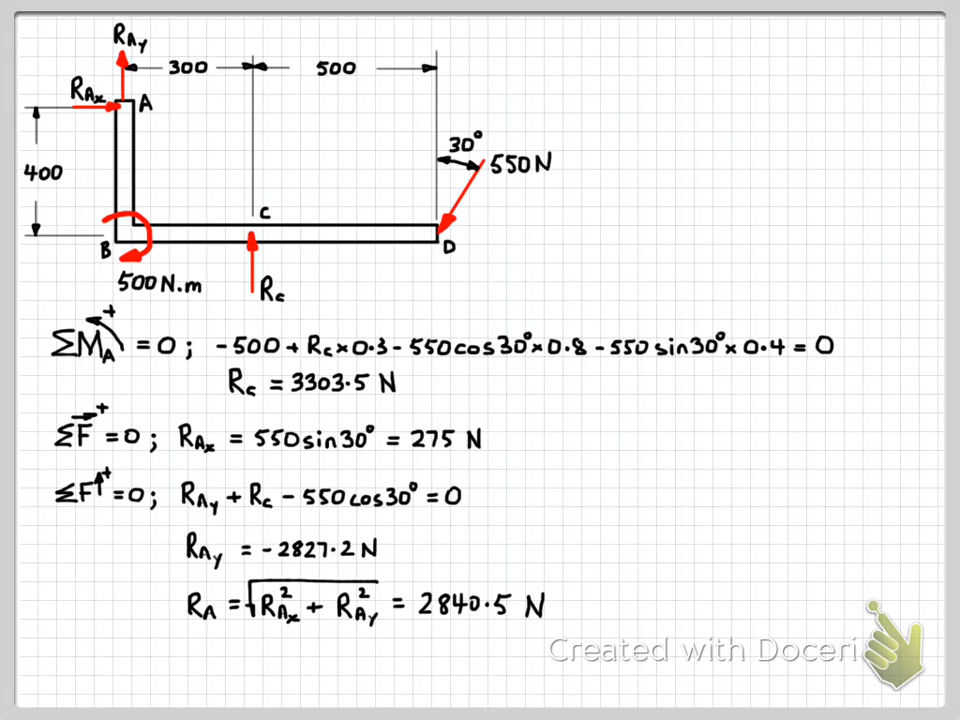 R_Ay
300
500
R_Ax
A
30°
550N
400
C
B
D
500N.m
R_c
ΣM_A = 0 ; -500 + R_c × 0.3 - 550cos30° × 0.8 - 550 sin30° × 0.4 = 0
R_c = 3303.5 N
ΣF = 0 ; R_Ax = 550sin30° = 275 N
ΣF↑+ = 0 ; R_Ay + R_c - 550cos30° = 0
R_Ay = -2827.2 N
R_A = √(R_Ax² + R_Ay²) = 2840.5 N
Created with Doceri